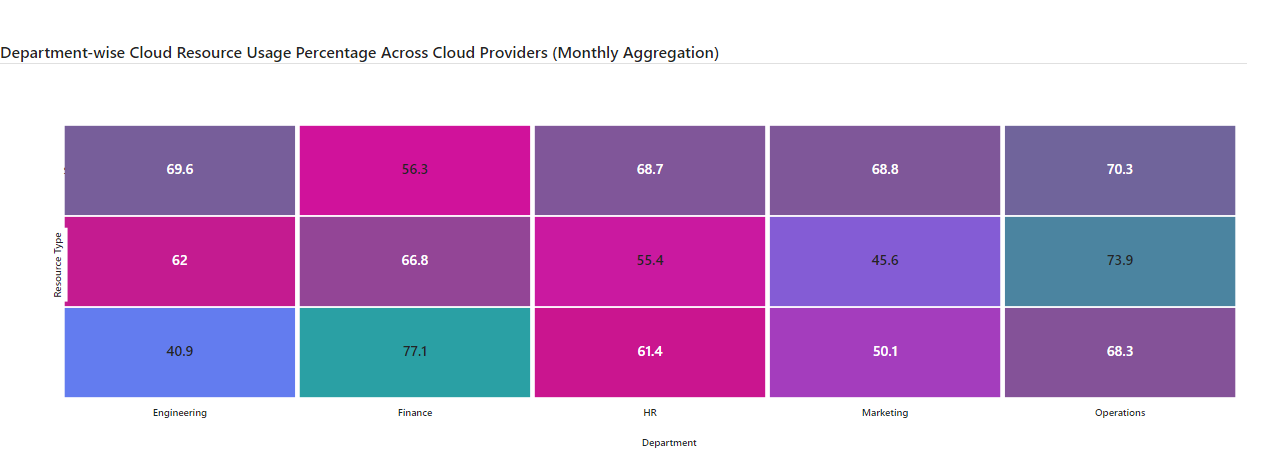 Department-wise Cloud Resource Usage Percentage Across Cloud Providers (Monthly Aggregation)
69.6 56.3 68.7 68.8 70.3
Resource Type
62 66.8 55.4 45.6 73.9
40.9 77.1 61.4 50.1 68.3
Engineering Finance HR Marketing Operations
Department